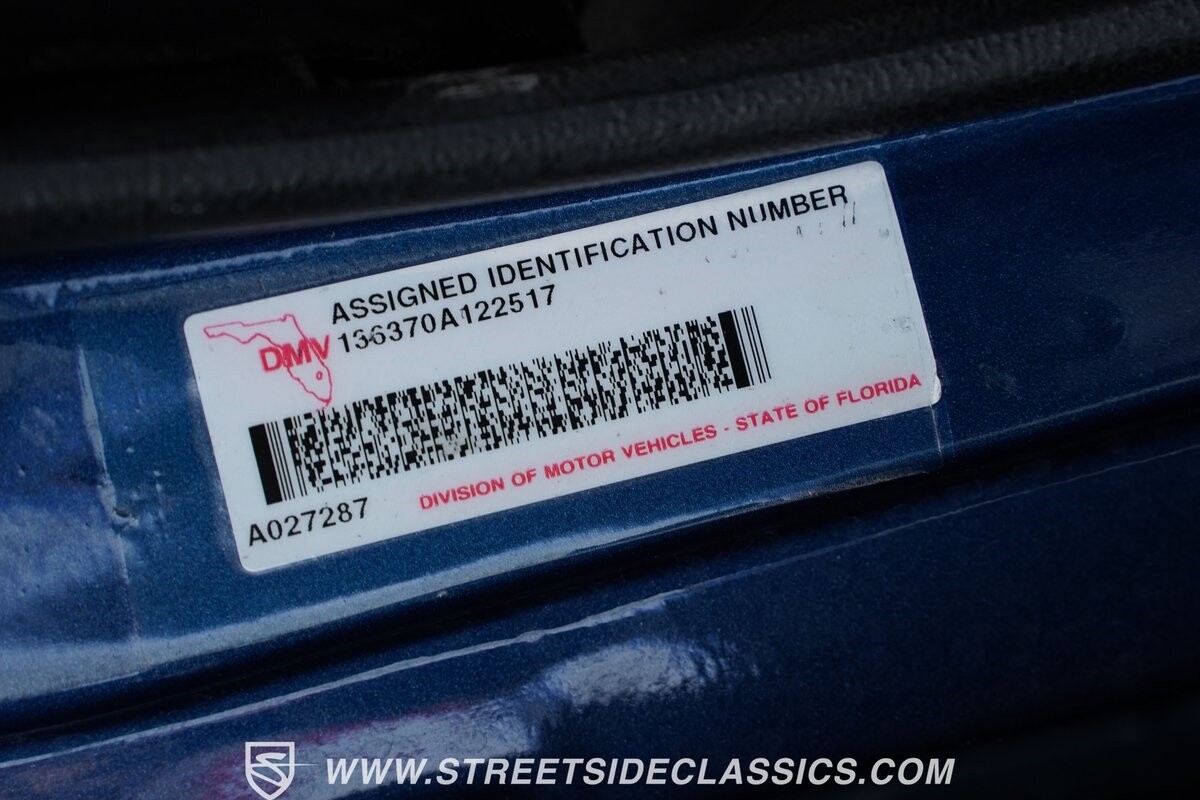 ASSIGNED IDENTIFICATION NUMBER
DMV
136370A122517
DIVISION OF MOTOR VEHICLES - STATE OF FLORIDA
A027287
WWW.STREETSIDECLASSICS.COM